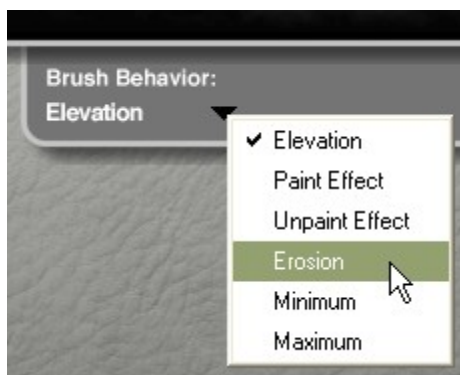 Brush Behavior:
Elevation
Elevation
Paint Effect
Unpaint Effect
Erosion
Minimum
Maximum